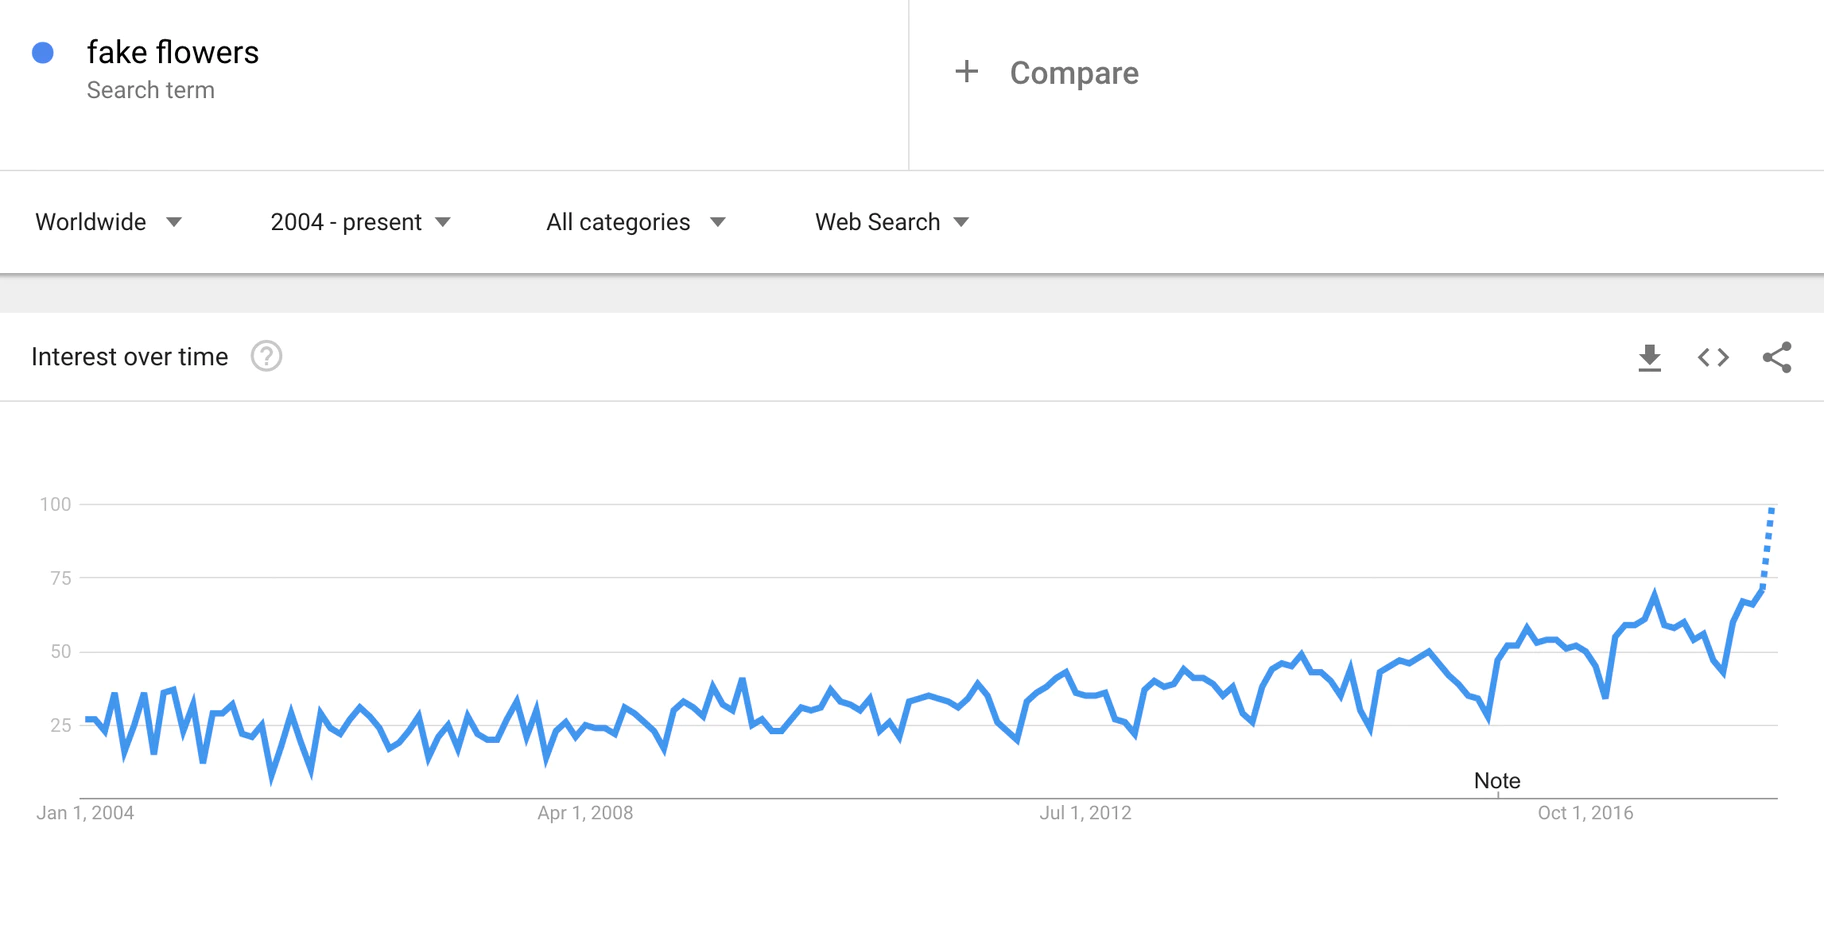 fake flowers
Search term
+ Compare
Worldwide
2004 - present
All categories
Web Search
Interest over time ?
100
75
50
25
Note
Jan 1, 2004
Apr 1, 2008
Jul 1, 2012
Oct 1, 2016